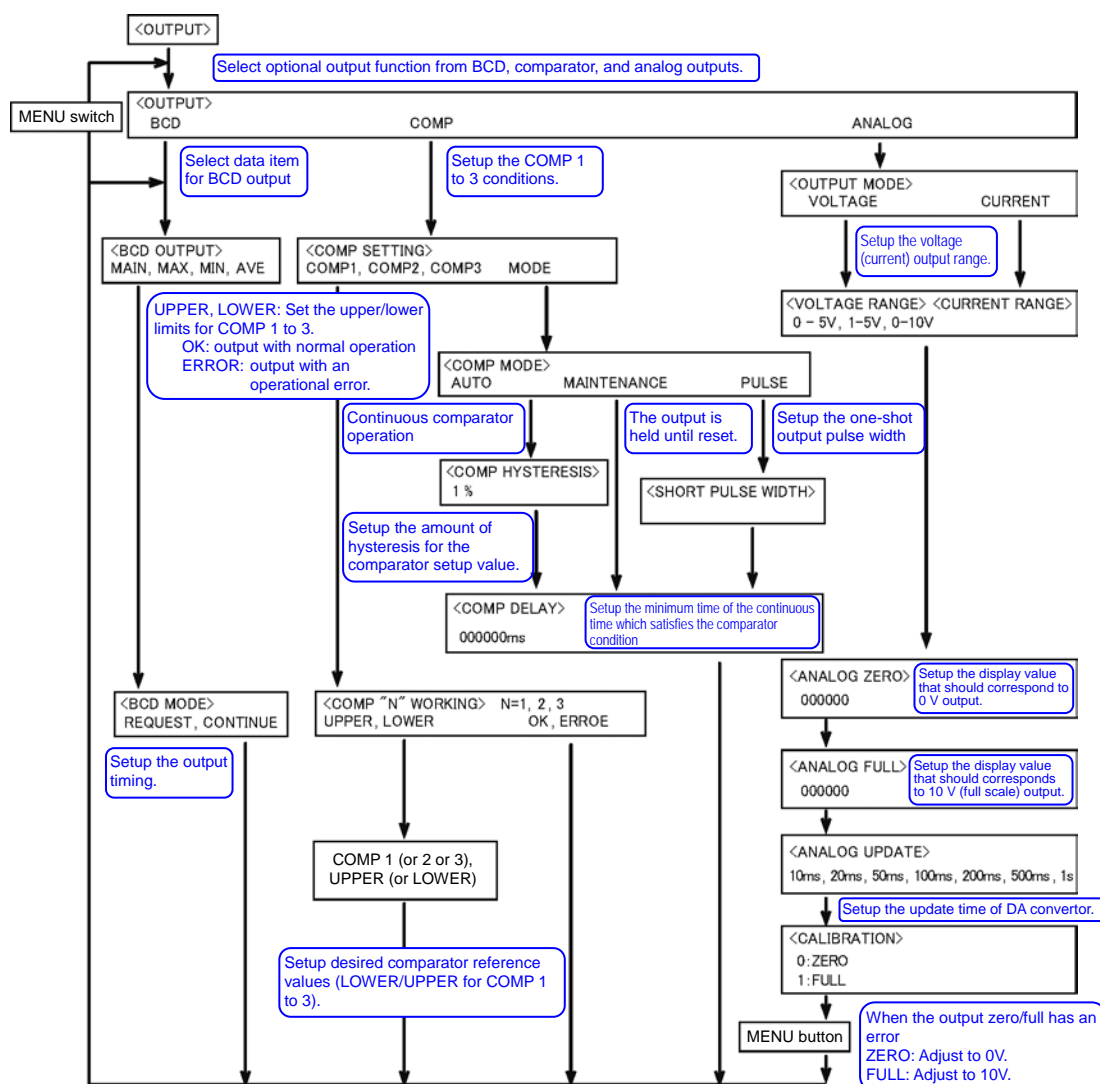 <OUTPUT>
Select optional output function from BCD, comparator, and analog outputs.
MENU switch
<OUTPUT>
BCD COMP ANALOG
Select data item
for BCD output
Setup the COMP 1
to 3 conditions.
<OUTPUT MODE>
VOLTAGE CURRENT
Setup the voltage
(current) output range.
<BCD OUTPUT>
MAIN, MAX, MIN, AVE
<COMP SETTING>
COMP1, COMP2, COMP3 MODE
<VOLTAGE RANGE> <CURRENT RANGE>
0 – 5V, 1–5V, 0–10V
UPPER, LOWER: Set the upper/lower
limits for COMP 1 to 3.
OK: output with normal operation
ERROR: output with an
operational error.
<COMP MODE>
AUTO MAINTENANCE PULSE
Continuous comparator
operation
The output is
held until reset.
Setup the one-shot
output pulse width
<COMP HYSTERESIS>
1 %
<SHORT PULSE WIDTH>
Setup the amount of
hysteresis for the
comparator setup value.
<COMP DELAY>
000000ms
Setup the minimum time of the continuous
time which satisfies the comparator
condition
<ANALOG ZERO>
000000
Setup the display value
that should correspond to
0 V output.
<BCD MODE>
REQUEST, CONTINUE
<COMP "N" WORKING> N=1, 2, 3
UPPER, LOWER OK, ERROE
Setup the output
timing.
<ANALOG FULL>
000000
Setup the display value
that should corresponds
to 10 V (full scale) output.
COMP 1 (or 2 or 3),
UPPER (or LOWER)
<ANALOG UPDATE>
10ms, 20ms, 50ms, 100ms, 200ms, 500ms, 1s
Setup the update time of DA convertor.
<CALIBRATION>
0:ZERO
1:FULL
Setup desired comparator reference
values (LOWER/UPPER for COMP 1
to 3).
MENU button
When the output zero/full has an
error
ZERO: Adjust to 0V.
FULL: Adjust to 10V.